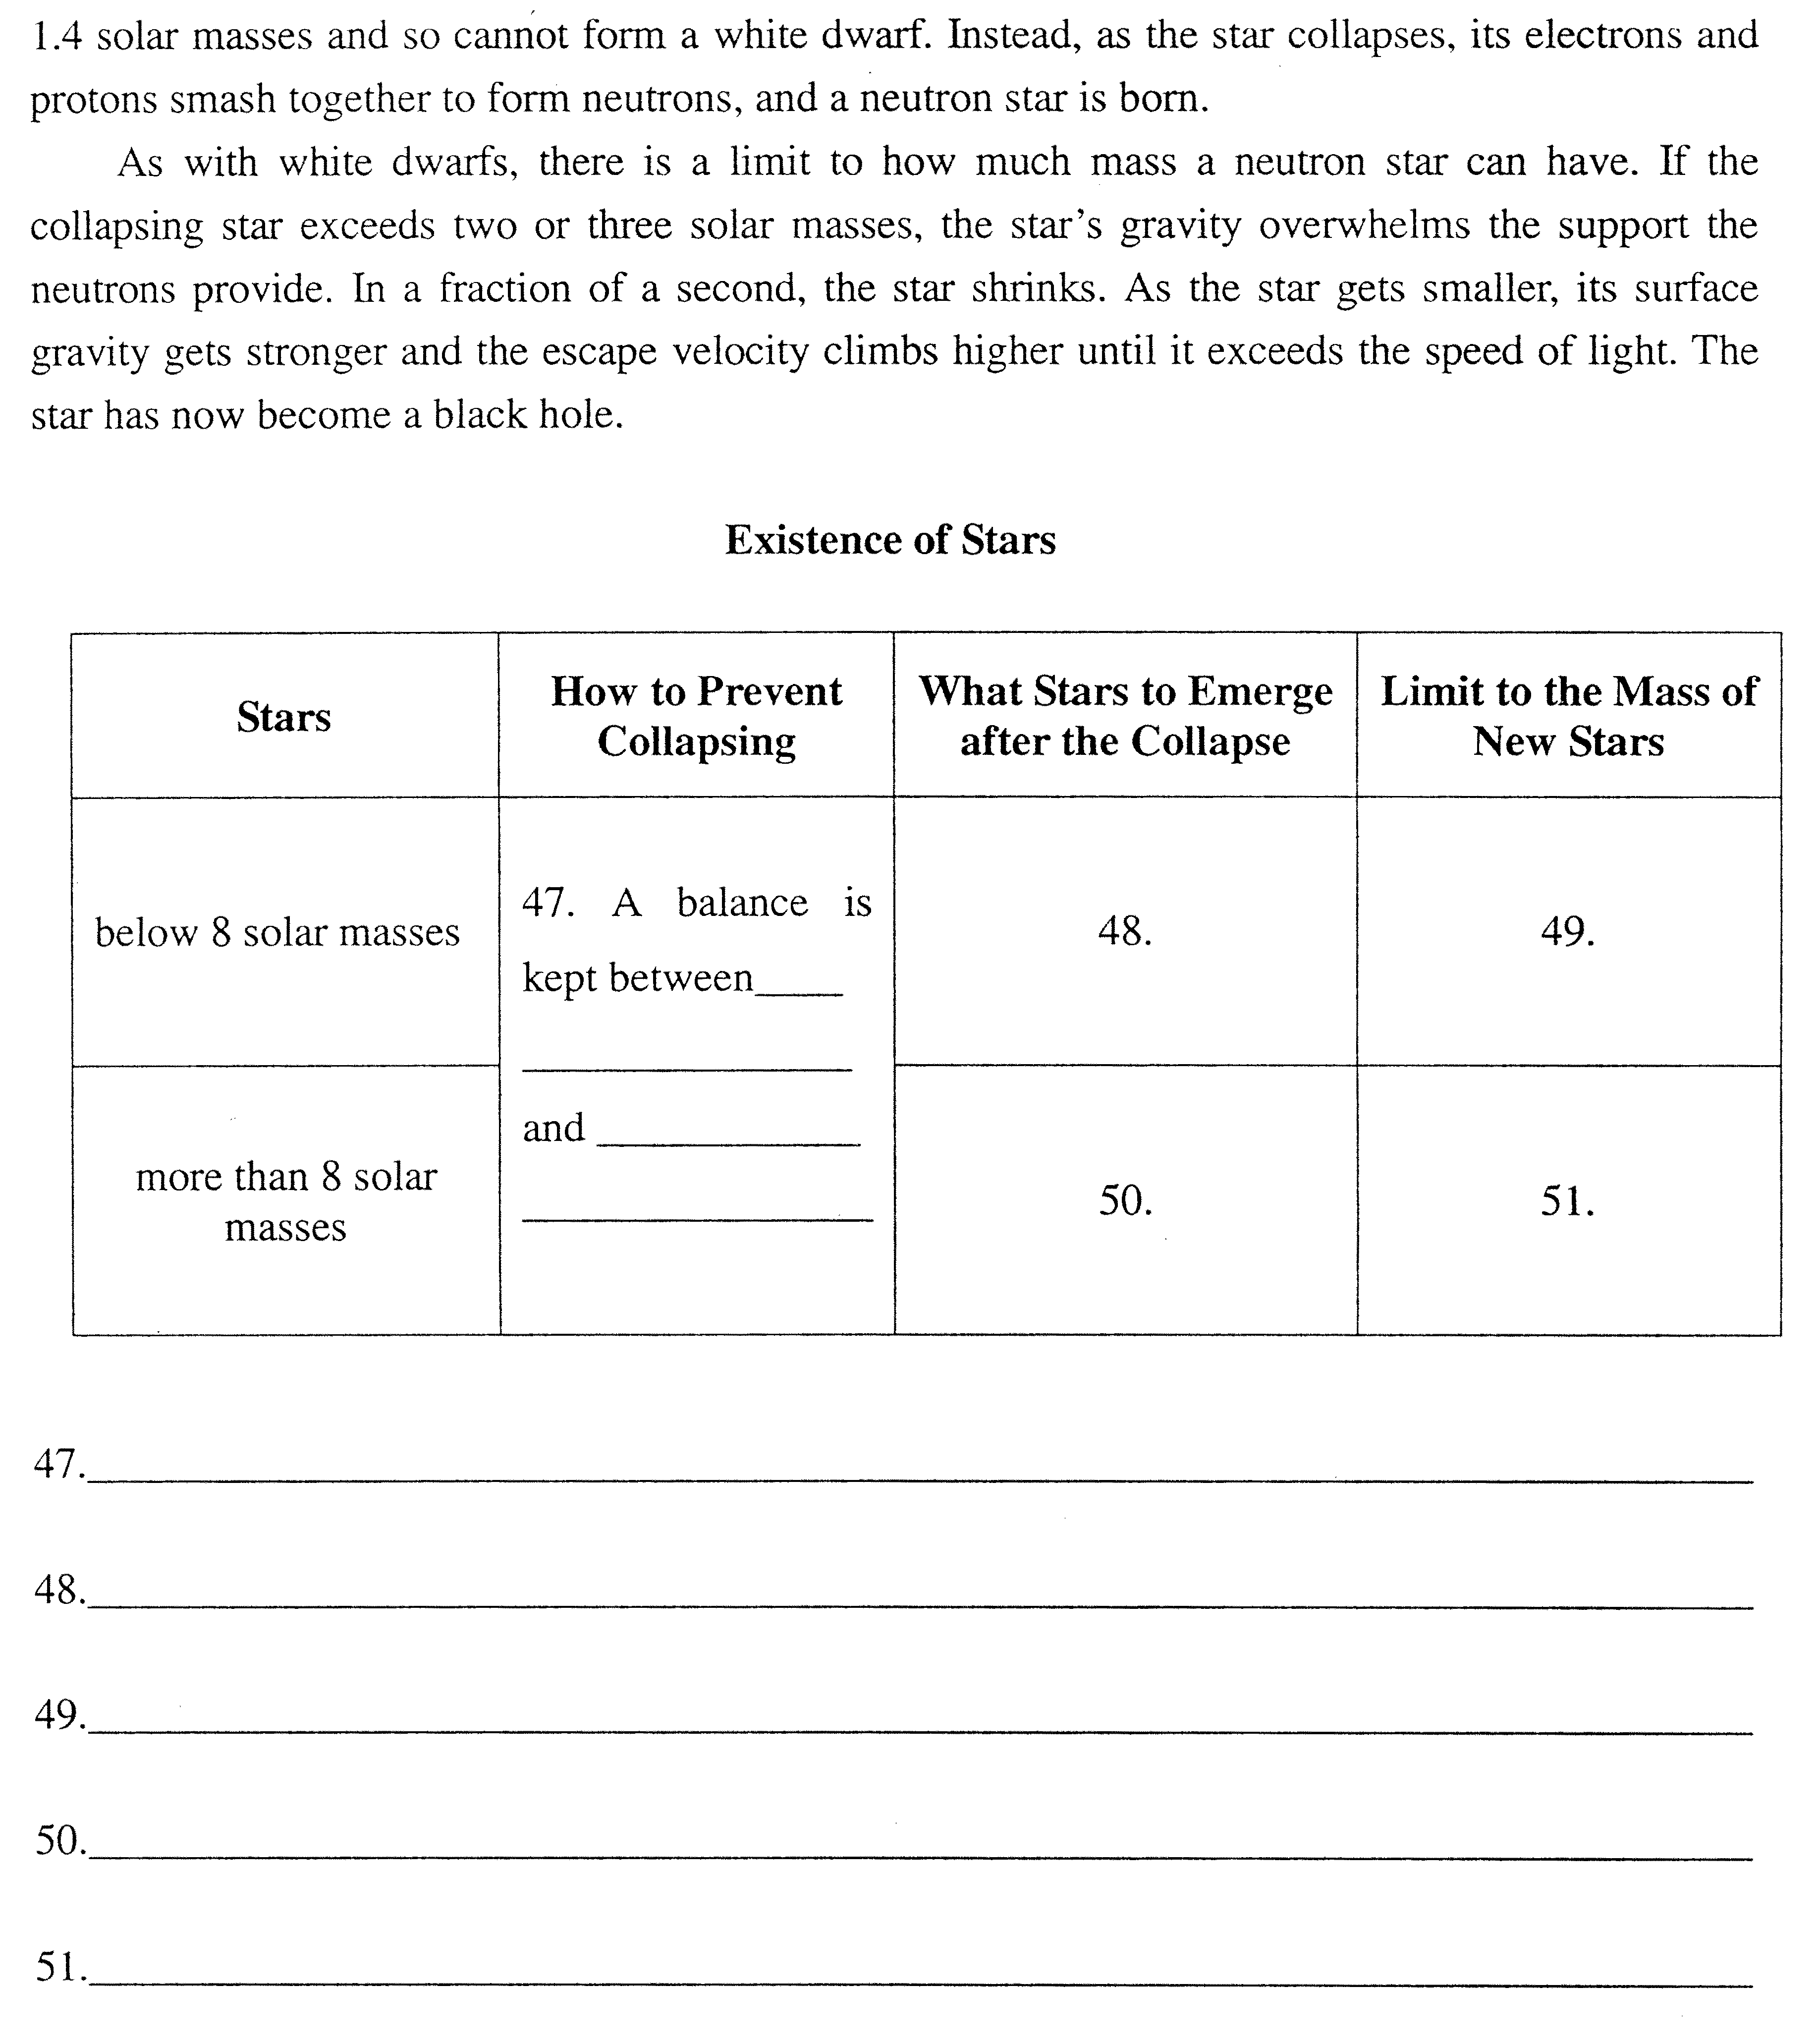 1.4 solar masses and so cannot form a white dwarf. Instead, as the star collapses, its electrons and
protons smash together to form neutrons, and a neutron star is born.
As with white dwarfs, there is a limit to how much mass a neutron star can have. If the
collapsing star exceeds two or three solar masses, the star's gravity overwhelms the support the
neutrons provide. In a fraction of a second, the star shrinks. As the star gets smaller, its surface
gravity gets stronger and the escape velocity climbs higher until it exceeds the speed of light. The
star has now become a black hole.
Existence of Stars
Stars
How to Prevent
Collapsing
What Stars to Emerge
after the Collapse
Limit to the Mass of
New Stars
below 8 solar masses
47. A balance is
kept between_____
and
48.
49.
more than 8 solar
masses
50.
51.
47.
48.
49.
50.
51.